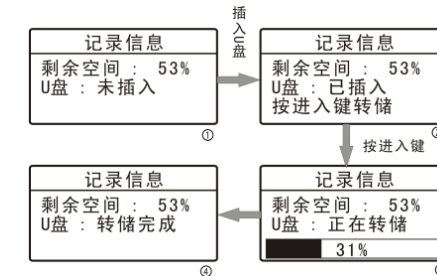 记录信息
剩余空间 : 53%
U盘 : 未插入
①
插入U盘
记录信息
剩余空间 : 53%
U盘 : 已插入
按进入键转储
按进入键
记录信息
剩余空间 : 53%
U盘 : 正在转储
31%
记录信息
剩余空间 : 53%
U盘 : 转储完成
④